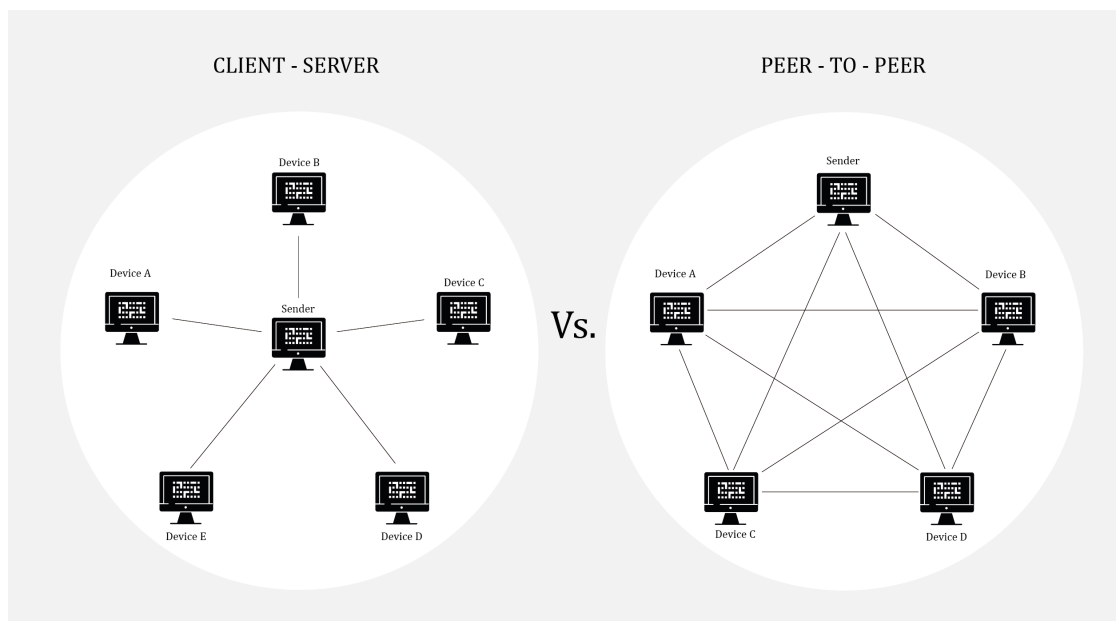 CLIENT - SERVER
Device B
Device A
Device C
Sender
Device E
Device D
Vs.
PEER - TO - PEER
Sender
Device A
Device B
Device C
Device D